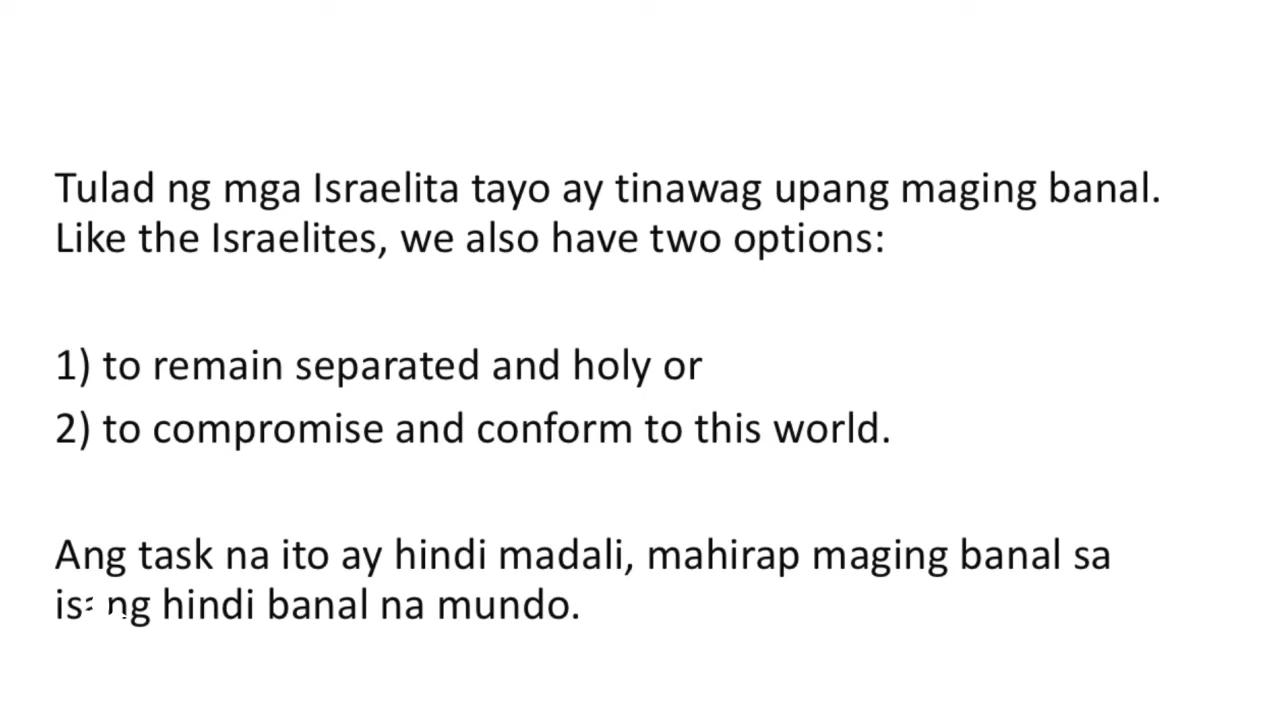 Tulad ng mga Israelita tayo ay tinawag upang maging banal.
Like the Israelites, we also have two options:
1) to remain separated and holy or
2) to compromise and conform to this world.
Ang task na ito ay hindi madali, mahirap maging banal sa
isang hindi banal na mundo.